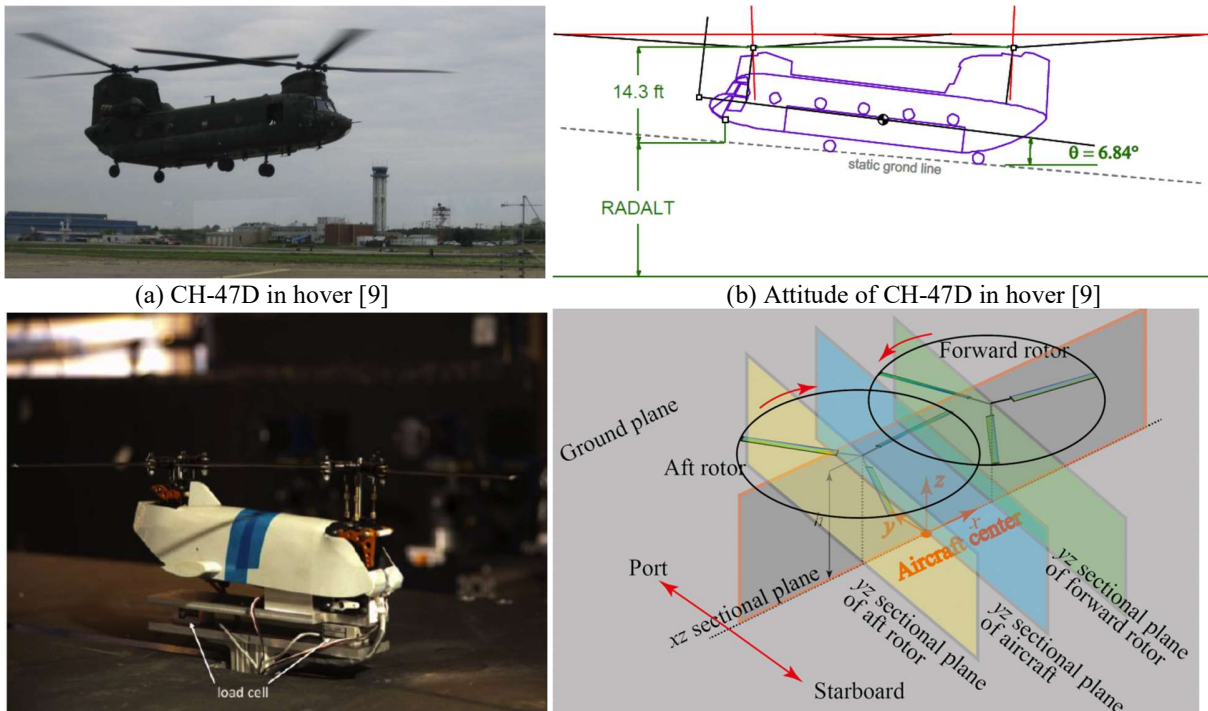 14.3 ft
θ = 6.84°
static grond line
RADALT
(a) CH-47D in hover [9]
(b) Attitude of CH-47D in hover [9]
load cell
Forward rotor
Ground plane
Aft rotor
z
y
x
h
Aircraft center
Port
xz sectional plane
yz sectional plane
of aft rotor
yz sectional plane
of aircraft
yz sectional plane
of forward rotor
Starboard